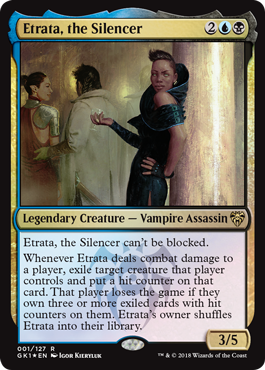 Etrata, the Silencer 2
Legendary Creature — Vampire Assassin
Etrata, the Silencer can't be blocked.
Whenever Etrata deals combat damage to
a player, exile target creature that player
controls and put a hit counter on
that card. That player loses the game if they
own three or more exiled cards with hit
counters on them. Etrata's owner shuffles
Etrata into their library.
3/5
001/127 R
GK1★EN Igor Kieryluk
™ & © 2018 Wizards of the Coast